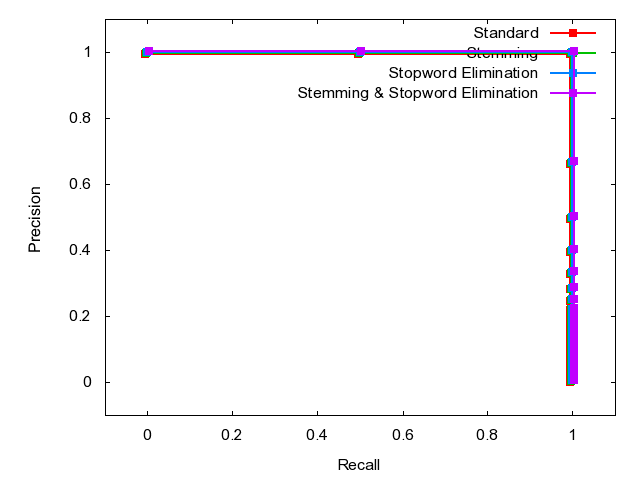 Standard
Stemming
Stopword Elimination
Stemming & Stopword Elimination
1
0.8
0.6
0.4
0.2
0
Precision
0 0.2 0.4 0.6 0.8 1
Recall